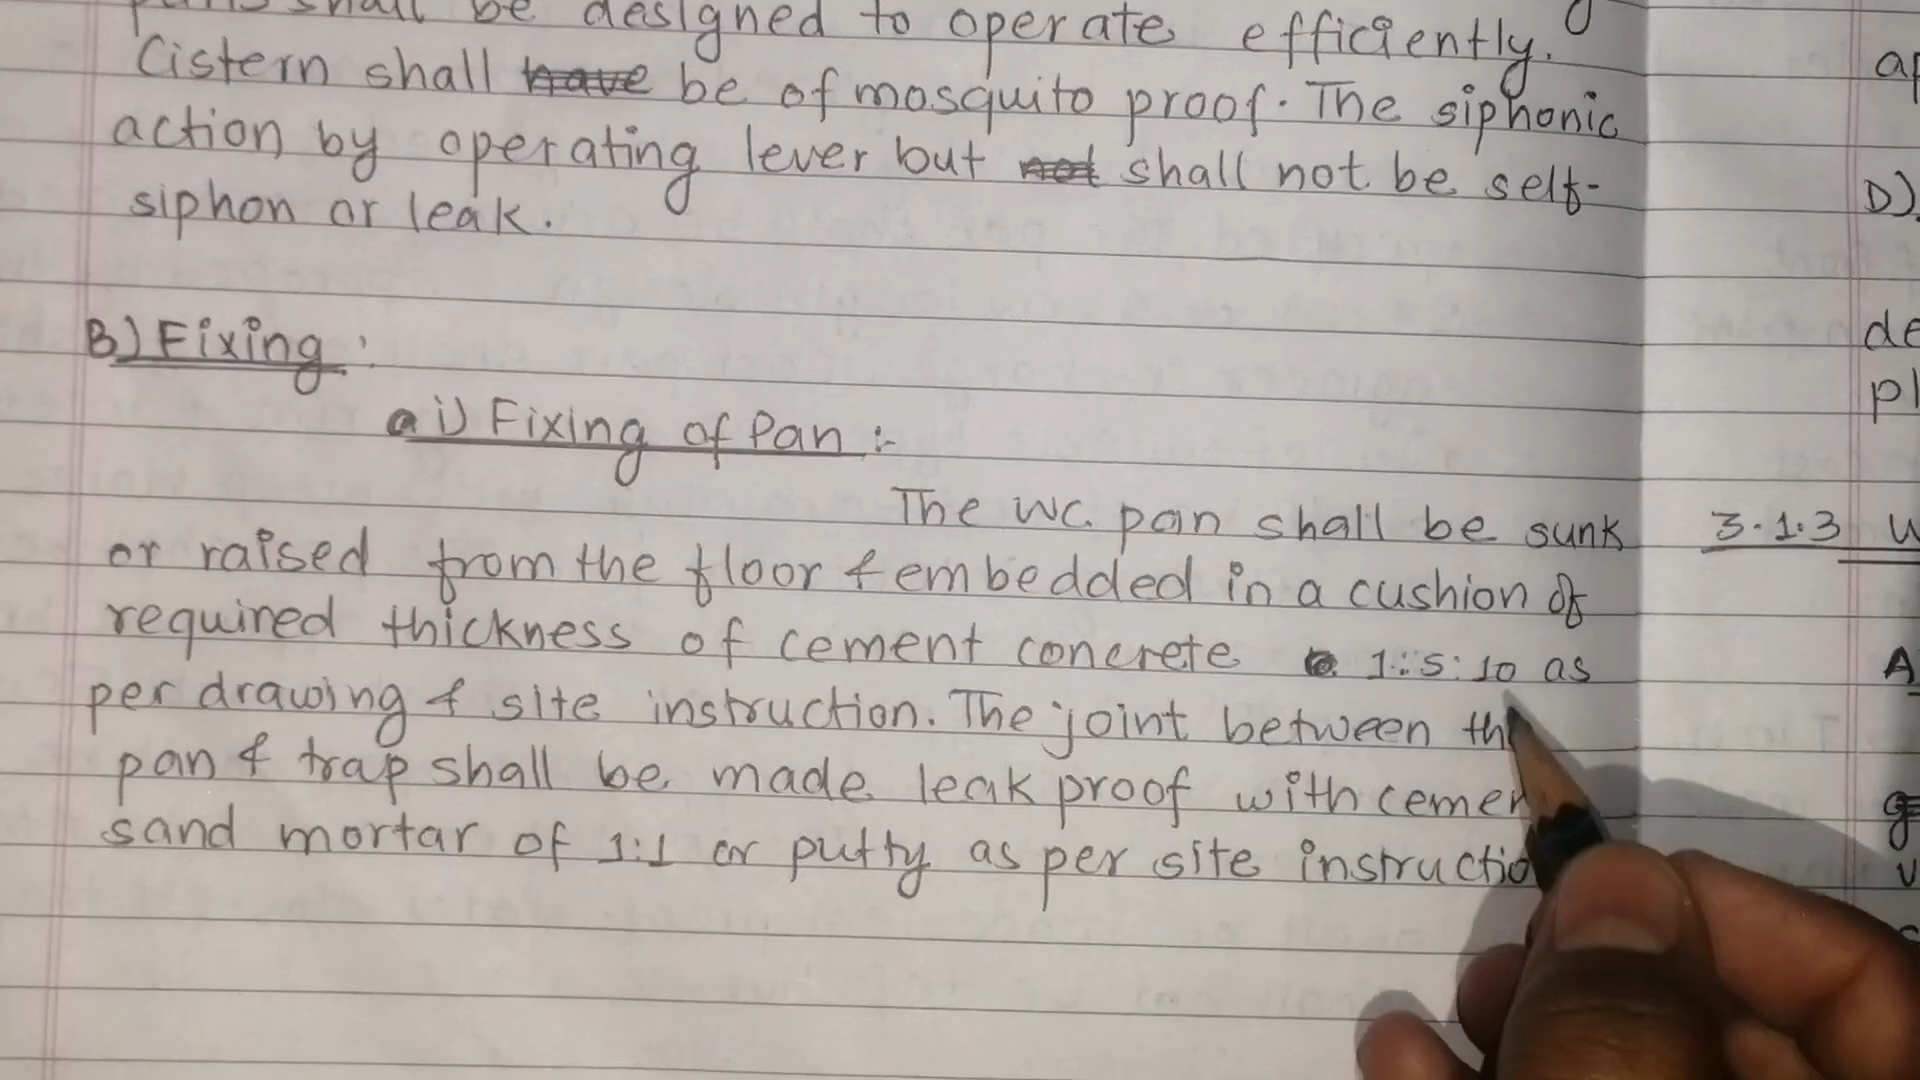 shall be designed to operate efficiently.
Cistern shall have be of mosquito proof. The siphonic
action by operating lever but not shall not be self-
siphon or leak.
B) Fixing:
a i) Fixing of Pan :-
The WC. pan shall be sunk
or raised from the floor & embedded in a cushion of
required thickness of cement concrete 1:5:10 as
per drawing & site instruction. The joint between th
pan & trap shall be made leak proof with cemen
sand mortar of 1:1 or putty as per site instructio
D)
de
pl
3.1.3
A